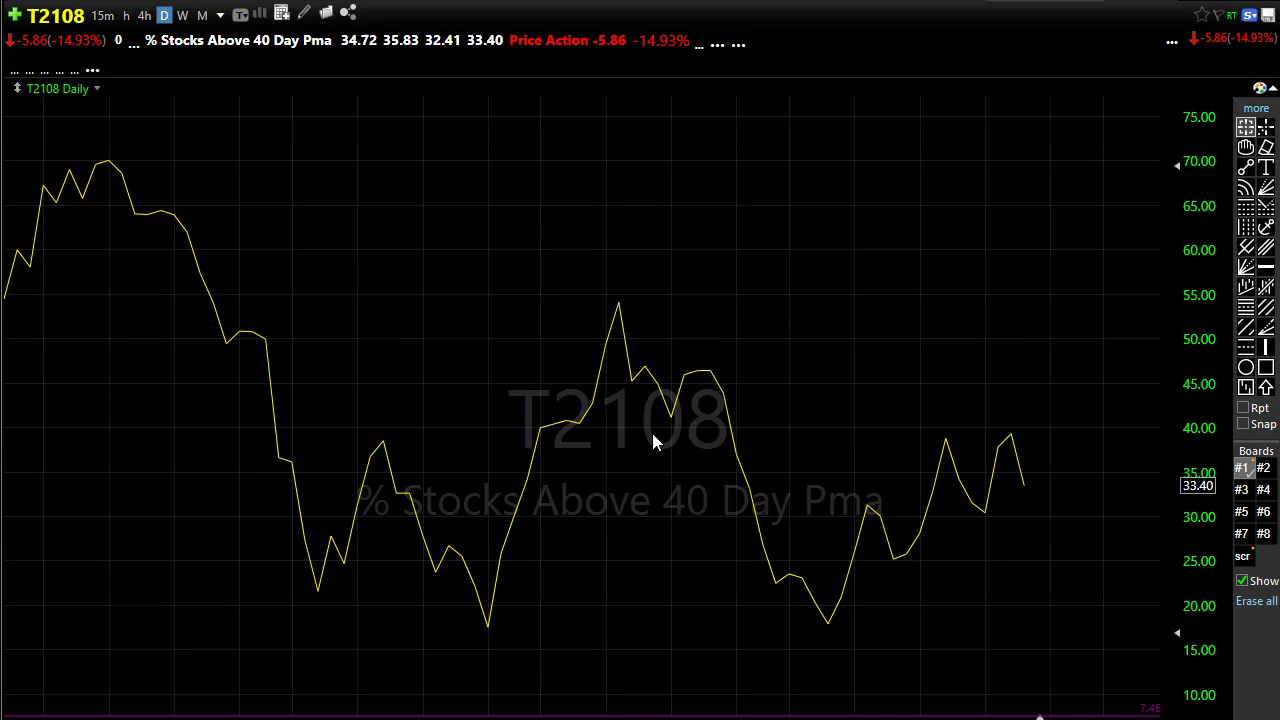 T2108 15m h 4h D W M T RT S
-5.86(-14.93%) 0 ... % Stocks Above 40 Day Pma 34.72 35.83 32.41 33.40 Price Action -5.86 -14.93% ... ... ... ... -5.86(-14.93%)
... ... ... ... ... ...
T2108 Daily
more
75.00
70.00
65.00
60.00
55.00
50.00
45.00
40.00
35.00
33.40
30.00
25.00
20.00
15.00
10.00
7.46
T2108
% Stocks Above 40 Day Pma
T
Rpt
Snap
Boards
#1 #2
#3 #4
#5 #6
#7 #8
scr
Show
Erase all